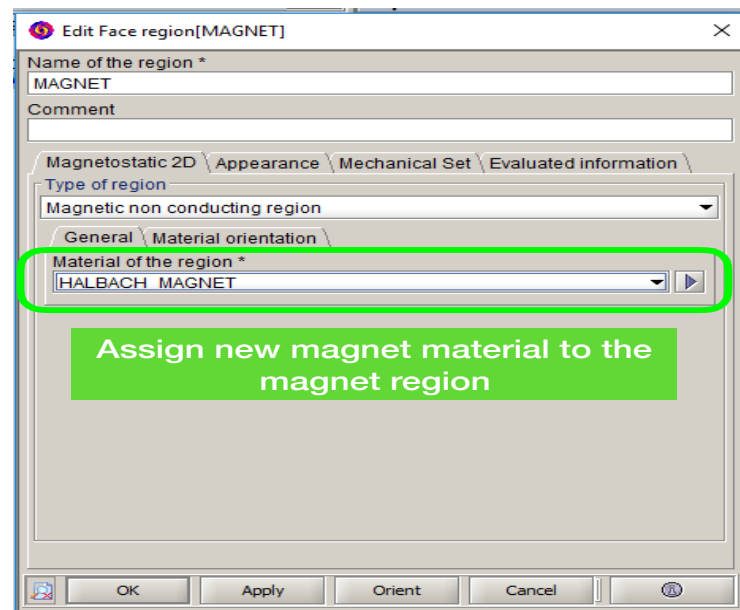 Edit Face region[MAGNET]
Name of the region *
MAGNET
Comment
Magnetostatic 2D Appearance Mechanical Set Evaluated information
Type of region
Magnetic non conducting region
General Material orientation
Material of the region *
HALBACH_MAGNET
Assign new magnet material to the
magnet region
OK Apply Orient Cancel